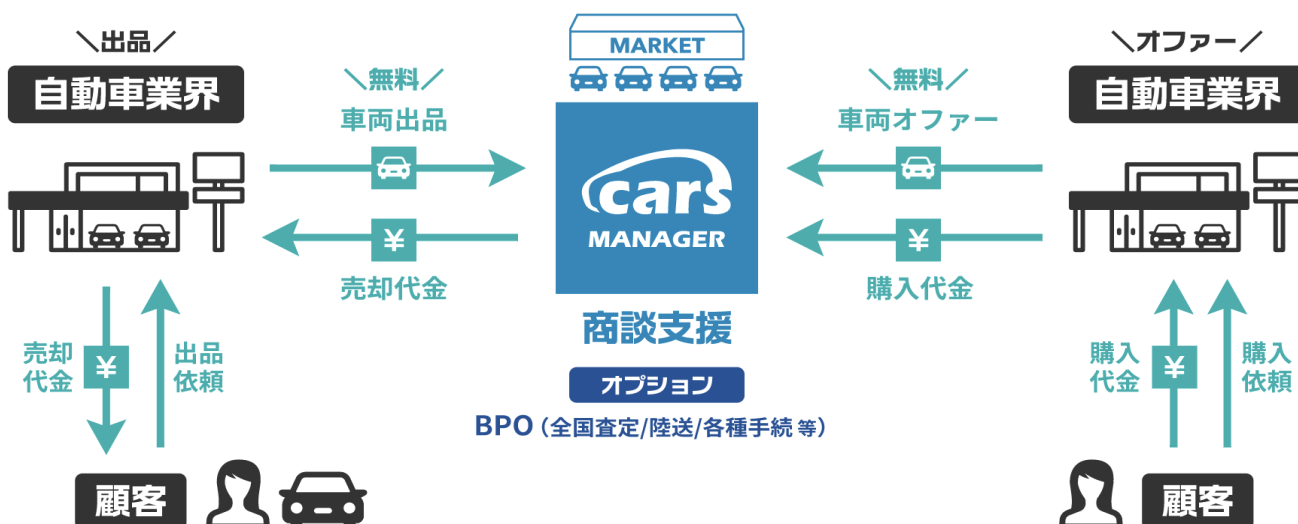 ＼出品／
自動車業界
＼無料／
車両出品
¥
売却代金
売却
代金
¥
出品
依頼
顧客
MARKET
cars
MANAGER
商談支援
オプション
BPO（全国査定/陸送/各種手続 等）
＼無料／
車両オファー
¥
購入代金
＼オファー／
自動車業界
購入
代金
¥
購入
依頼
顧客